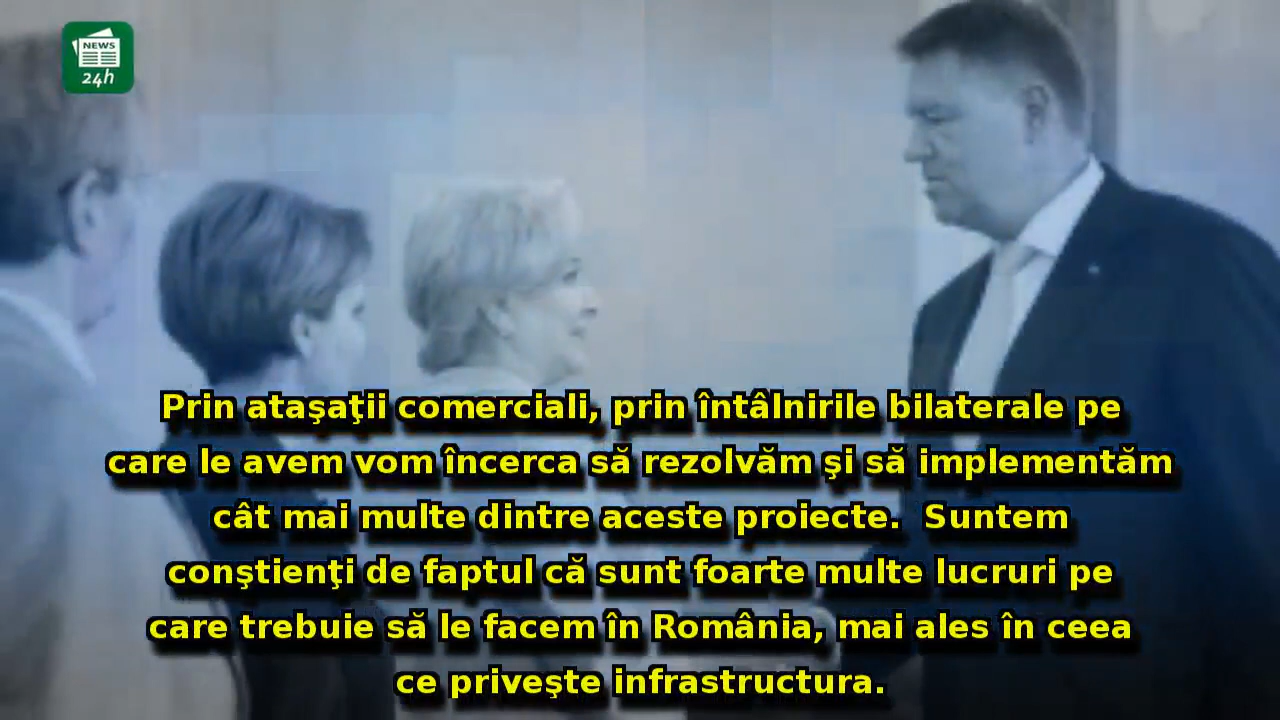 NEWS
24h
Prin ataşaţii comerciali, prin întâlnirile bilaterale pe
care le avem vom încerca să rezolvăm şi să implementăm
cât mai multe dintre aceste proiecte.  Suntem
conştienţi de faptul că sunt foarte multe lucruri pe
care trebuie să le facem în România, mai ales în ceea
ce priveşte infrastructura.